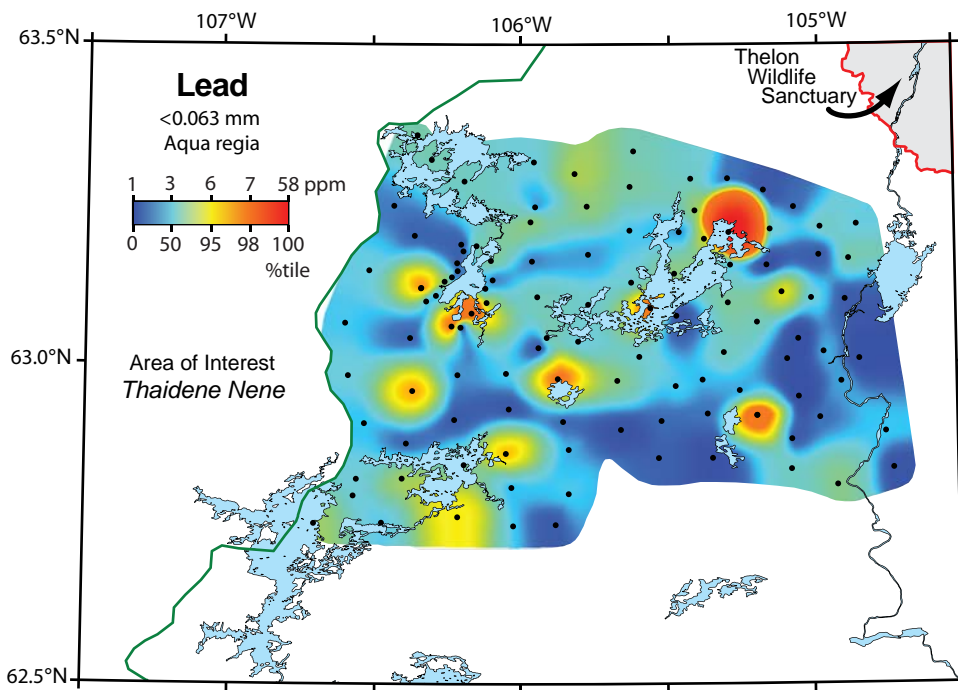 107°W 106°W 105°W
63.5°N
Lead
<0.063 mm
Aqua regia
1 3 6 7 58 ppm
0 50 95 98 100
%tile
Thelon
Wildlife
Sanctuary
63.0°N
Area of Interest
Thaidene Nene
62.5°N